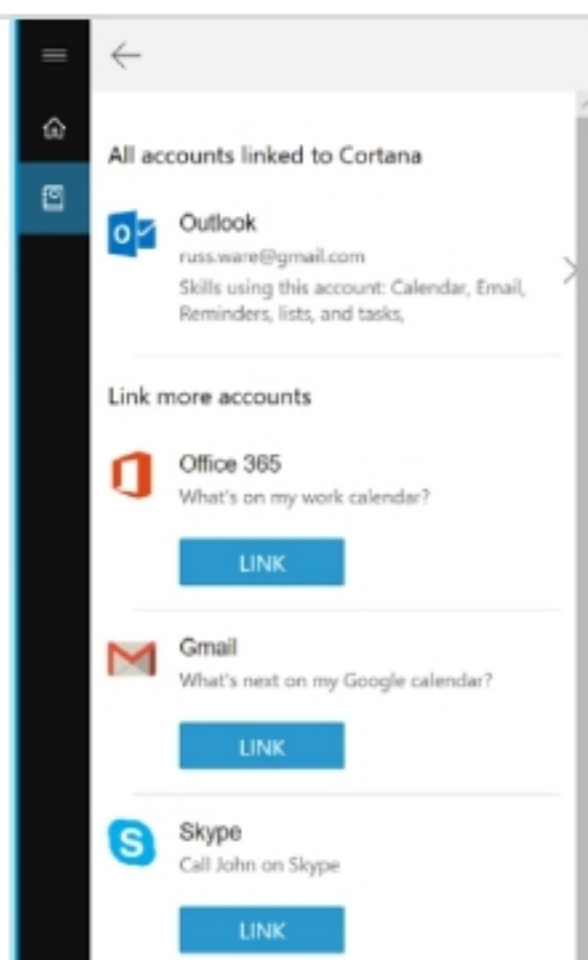 All accounts linked to Cortana
Outlook
russ.ware@gmail.com
Skills using this account: Calendar, Email,
Reminders, lists, and tasks,
Link more accounts
Office 365
What's on my work calendar?
LINK
Gmail
What's next on my Google calendar?
LINK
Skype
Call John on Skype
LINK